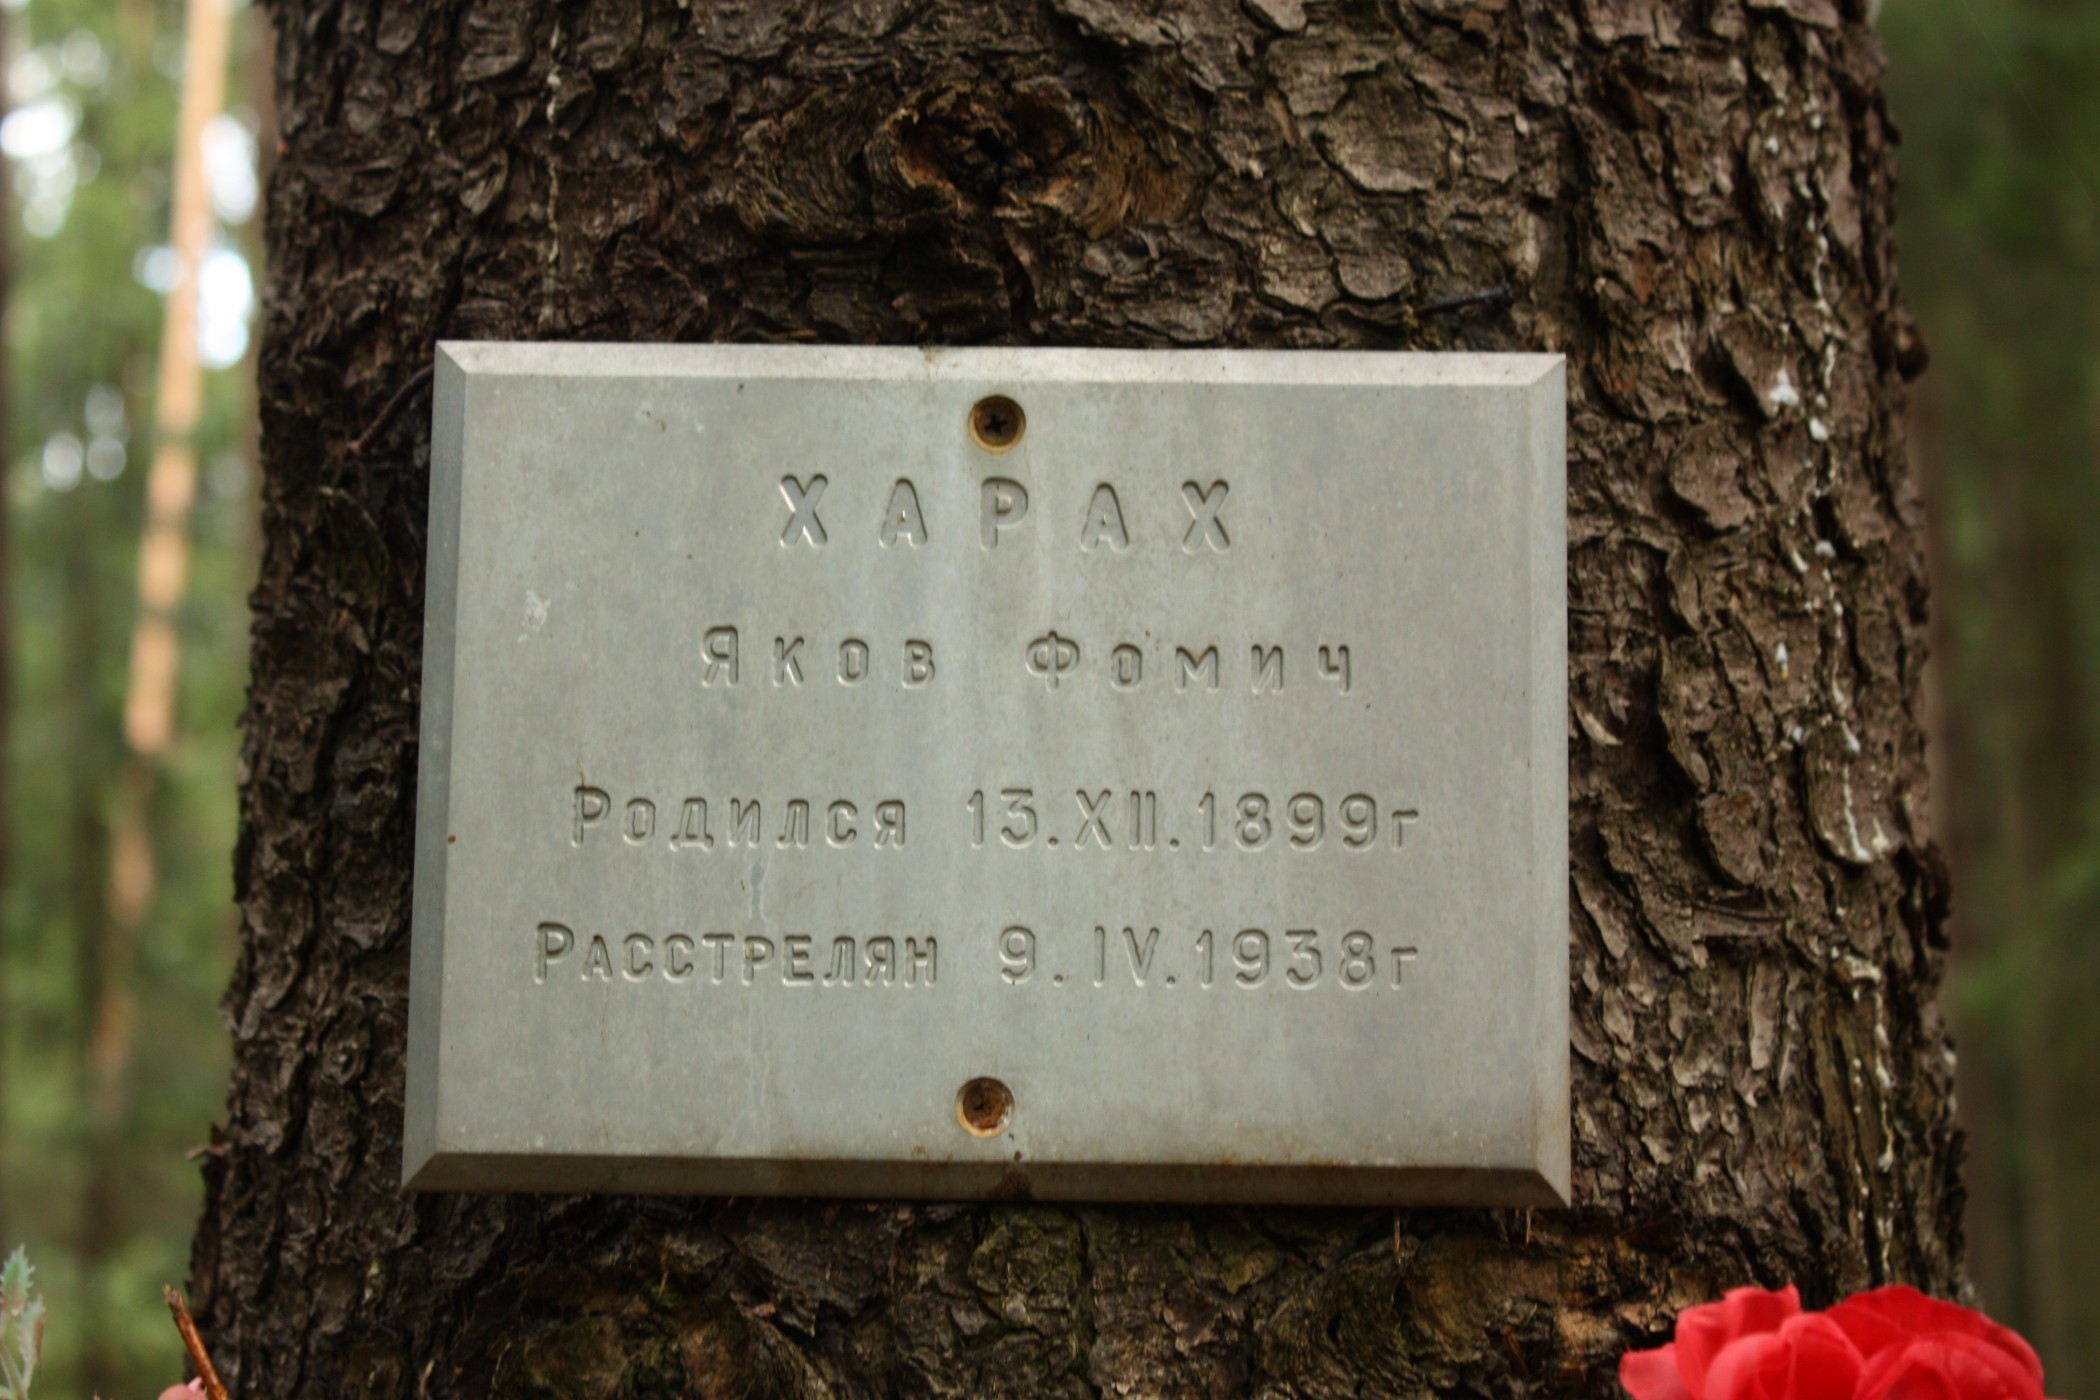 ХАРАХ
Яков Фомич
Родился 13.XII.1899г
Расстрелян 9.IV.1938г